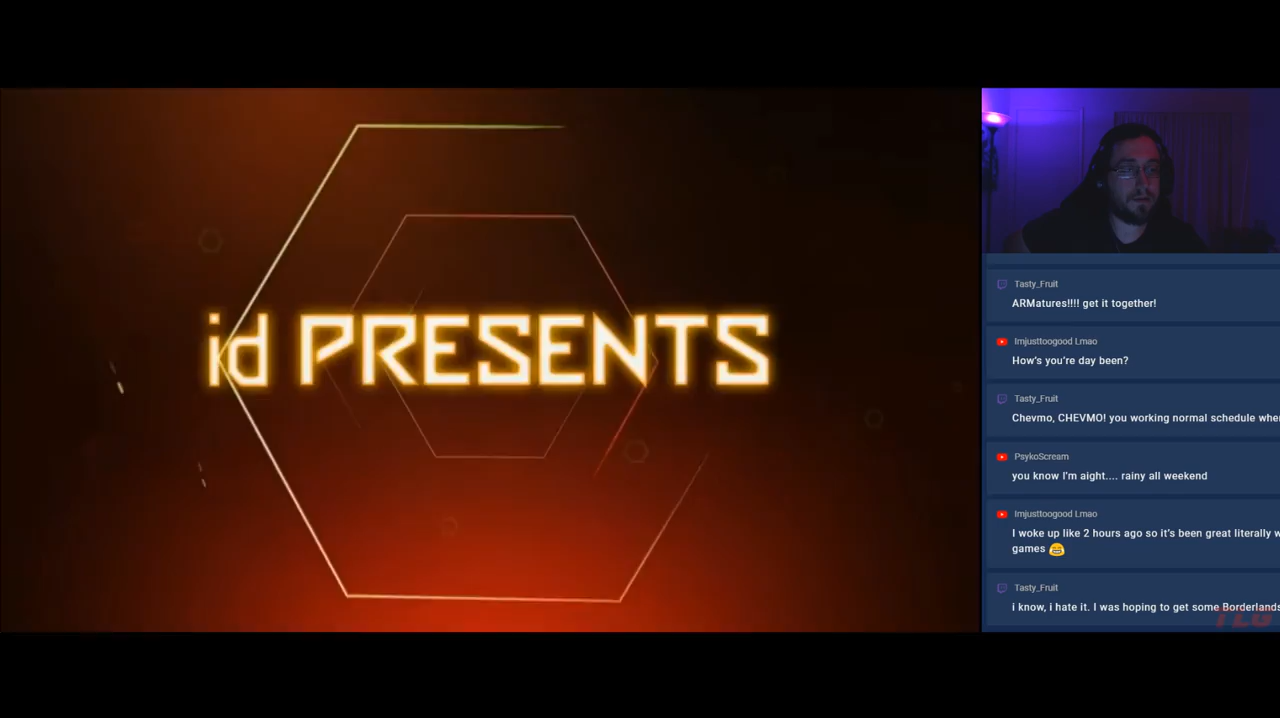 id PRESENTS
Tasty_Fruit
ARMatures!!!! get it together!
Imjusttoogood Lmao
How's you're day been?
Tasty_Fruit
Chevmo, CHEVMO! you working normal schedule
PsykoScream
you know I'm aight.... rainy all weekend
Imjusttoogood Lmao
I woke up like 2 hours ago so it's been great literally
games 😂
Tasty_Fruit
i know, i hate it. I was hoping to get some Borderlands
TLG